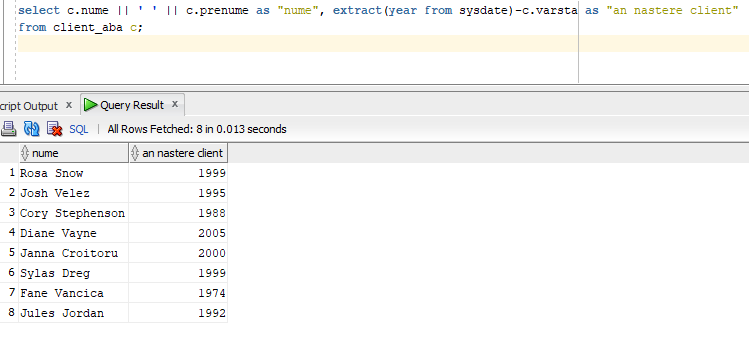 select c.nume || ' ' || c.prenume as "nume", extract(year from sysdate)-c.varsta as "an nastere client"
from client_aba c;
cript Output x Query Result x
SQL | All Rows Fetched: 8 in 0.013 seconds
nume an nastere client
1 Rosa Snow 1999
2 Josh Velez 1995
3 Cory Stephenson 1988
4 Diane Vayne 2005
5 Janna Croitoru 2000
6 Sylas Dreg 1999
7 Fane Vancica 1974
8 Jules Jordan 1992